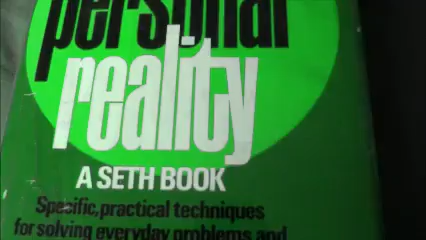 personal
reality
A SETH BOOK
Specific, practical techniques
for solving everyday problems and